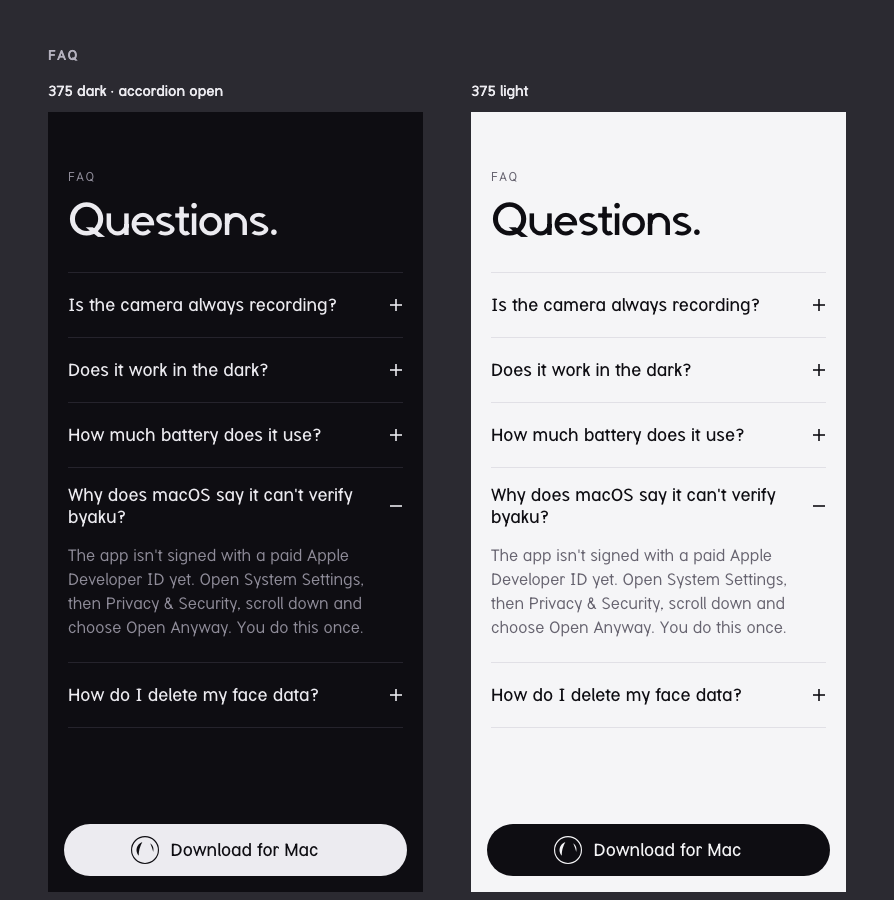 FAQ
375 dark · accordion open
FAQ
Questions.
Is the camera always recording?
Does it work in the dark?
How much battery does it use?
Why does macOS say it can't verify
byaku?
The app isn't signed with a paid Apple
Developer ID yet. Open System Settings,
then Privacy & Security, scroll down and
choose Open Anyway. You do this once.
How do I delete my face data?
Download for Mac
375 light
FAQ
Questions.
Is the camera always recording?
Does it work in the dark?
How much battery does it use?
Why does macOS say it can't verify
byaku?
The app isn't signed with a paid Apple
Developer ID yet. Open System Settings,
then Privacy & Security, scroll down and
choose Open Anyway. You do this once.
How do I delete my face data?
Download for Mac